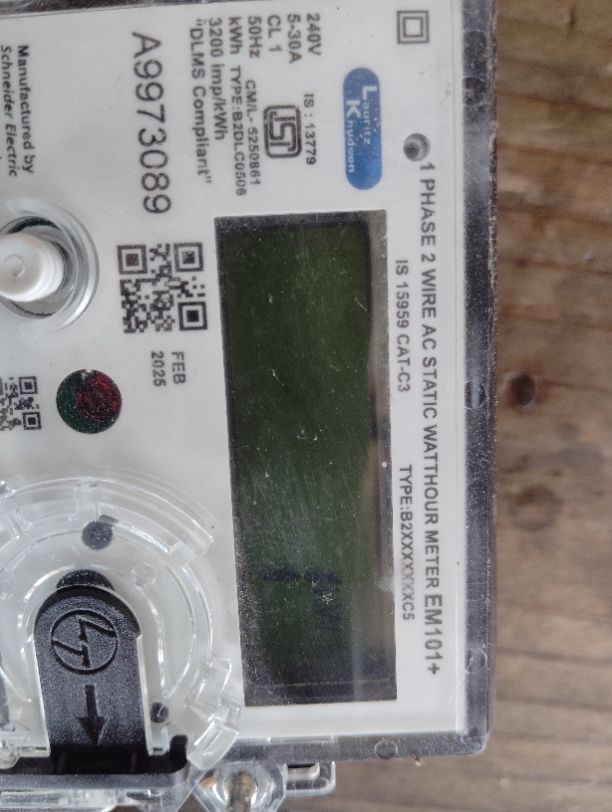 1 PHASE 2 WIRE AC STATIC WATTHOUR METER EM101+
IS 15959 CAT-C3
TYPE:B2XXXXXXC5
Lauritz
Knudsen
240V
5-30A
IS : 13779
CL 1
50Hz
CM/L- 5250861
kWh TYPE:B2DLC0506
3200 imp/kWh
"DLMS Compliant"
A9973089
FEB
2025
Manufactured by
Schneider Electric
LT